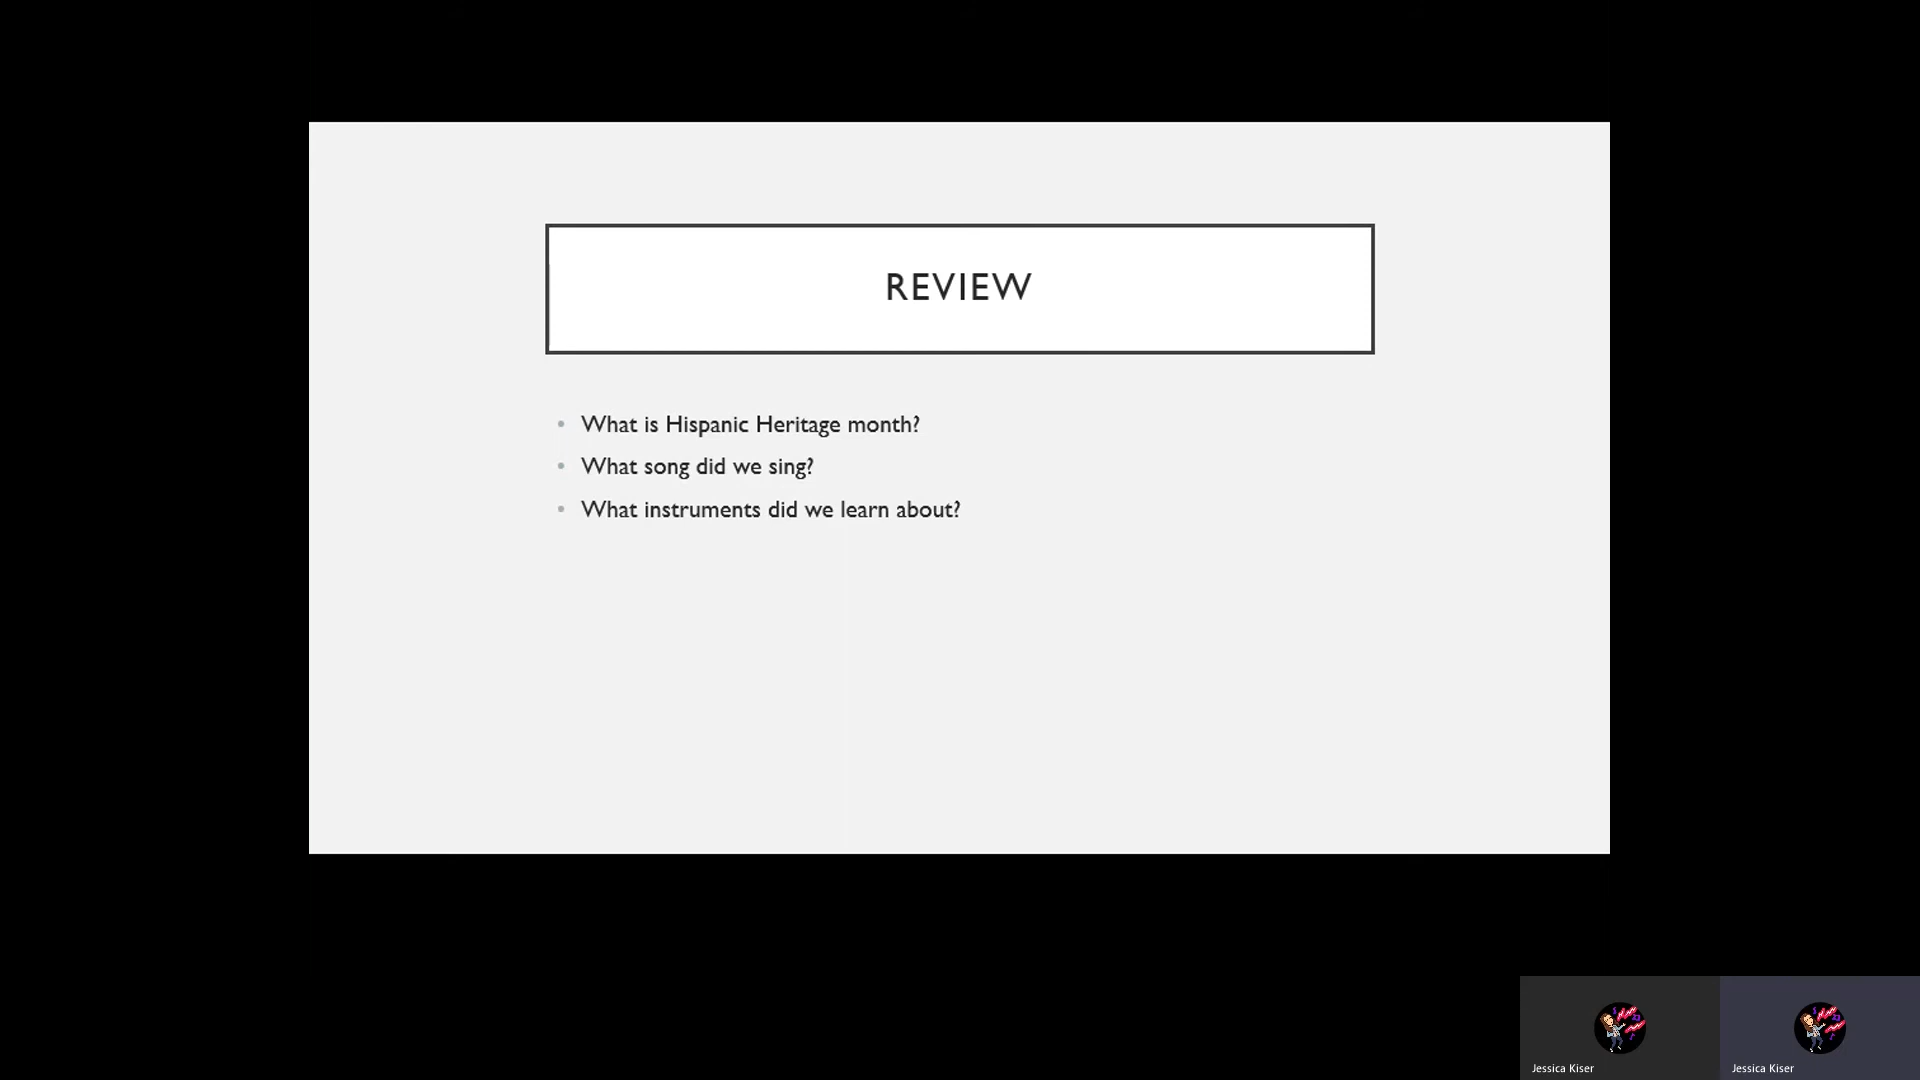 REVIEW
• What is Hispanic Heritage month?
• What song did we sing?
• What instruments did we learn about?
Jessica Kiser
Jessica Kiser